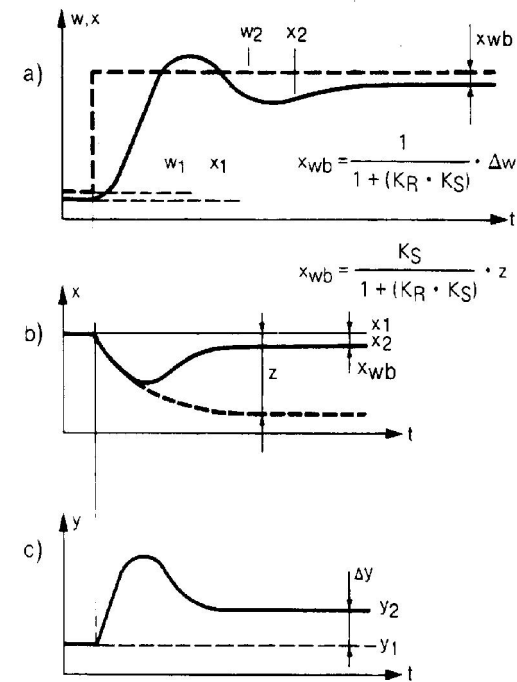 w, x
w2 x2 xwb
a)
w1 x1
xwb = 1 / 1 + (KR · KS) · Δw
t
xwb = KS / 1 + (KR · KS) · z
x
b)
x1
x2
z
xwb
t
y
c)
Δy
y2
y1
t